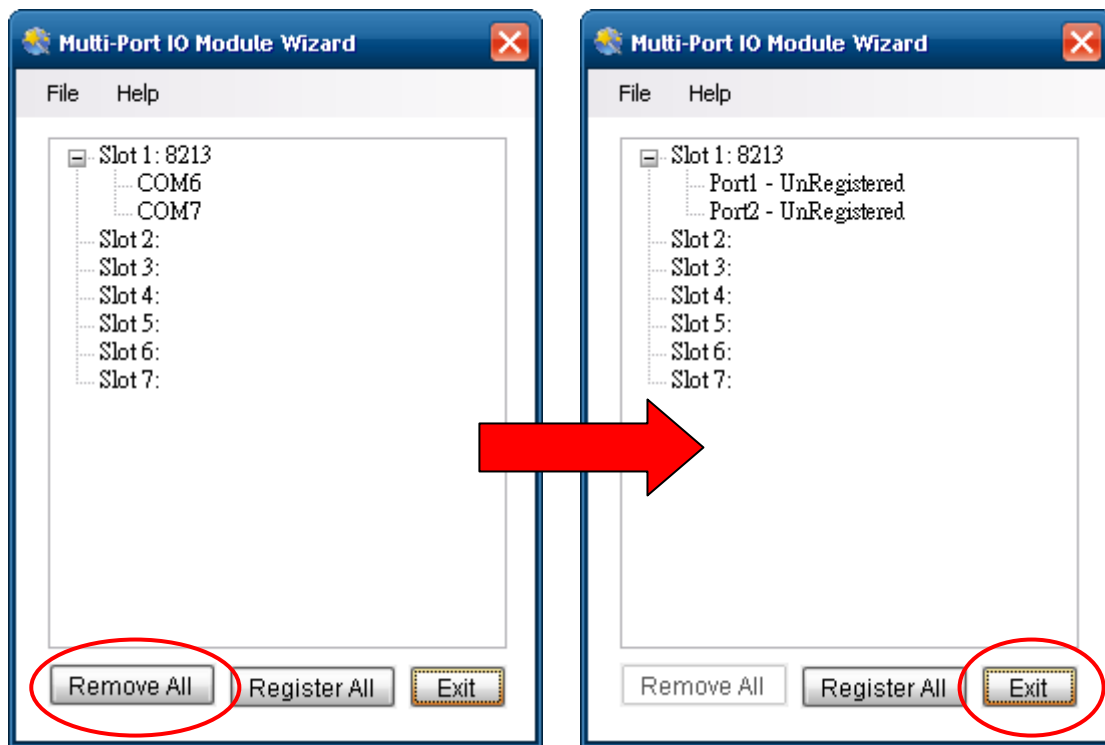 Multi-Port IO Module Wizard
File Help
Slot 1: 8213
COM6
COM7
Slot 2:
Slot 3:
Slot 4:
Slot 5:
Slot 6:
Slot 7:
Remove All Register All Exit
Multi-Port IO Module Wizard
File Help
Slot 1: 8213
Port1 - UnRegistered
Port2 - UnRegistered
Slot 2:
Slot 3:
Slot 4:
Slot 5:
Slot 6:
Slot 7:
Remove All Register All Exit